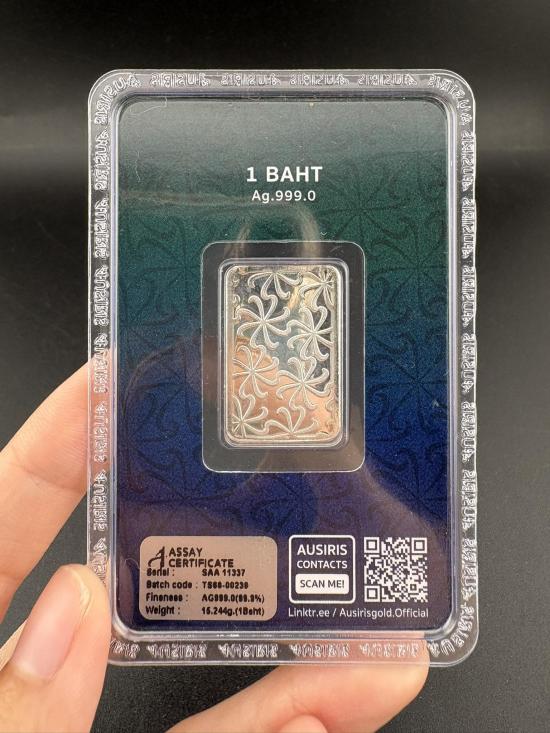 1 BAHT
Ag.999.0
ASSAY
CERTIFICATE
Serial : SAA 11337
Batch code : TS66-00239
Fineness : AG999.0(99.9%)
Weight : 15.244g.(1Baht)
AUSIRIS
CONTACTS
SCAN ME!
Linktr.ee / Ausirisgold.Official